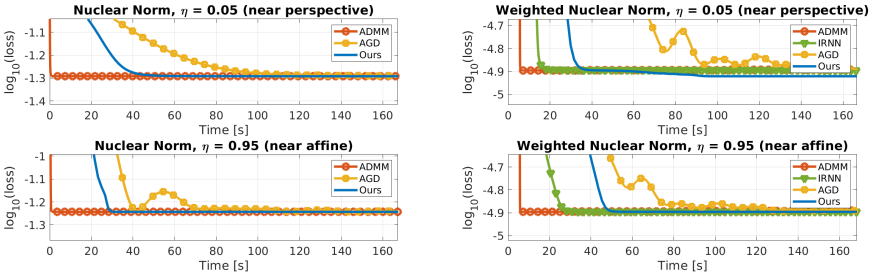 Nuclear Norm, η = 0.05 (near perspective)
-1.1
-1.2
-1.3
-1.4
log10(loss)
ADMM
AGD
Ours
0 20 40 60 80 100 120 140 160
Time [s]
Weighted Nuclear Norm, η = 0.05 (near perspective)
-4.7
-4.8
-4.9
-5
log10(loss)
ADMM
IRNN
AGD
Ours
0 20 40 60 80 100 120 140 160
Time [s]
Nuclear Norm, η = 0.95 (near affine)
-1
-1.1
-1.2
-1.3
log10(loss)
ADMM
AGD
Ours
0 20 40 60 80 100 120 140 160
Time [s]
Weighted Nuclear Norm, η = 0.95 (near affine)
-4.7
-4.8
-4.9
-5
log10(loss)
ADMM
IRNN
AGD
Ours
0 20 40 60 80 100 120 140 160
Time [s]